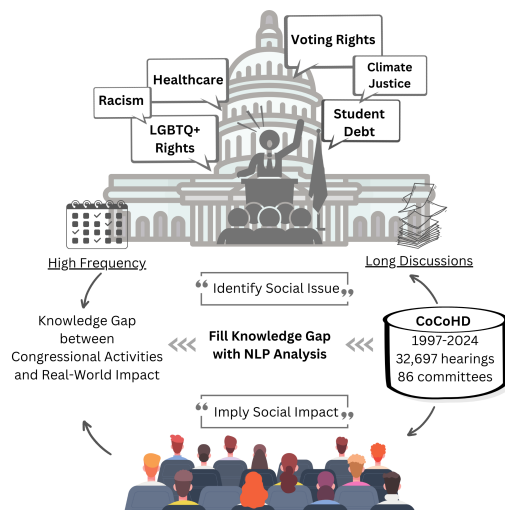 Voting Rights
Healthcare
Climate
Justice
Racism
LGBTQ+
Rights
Student
Debt
High Frequency
Long Discussions
❝ Identify Social Issue ❞
Knowledge Gap
between
Congressional Activities
and Real-World Impact
Fill Knowledge Gap
with NLP Analysis
CoCoHD
1997-2024
32,697 hearings
86 committees
❝ Imply Social Impact ❞